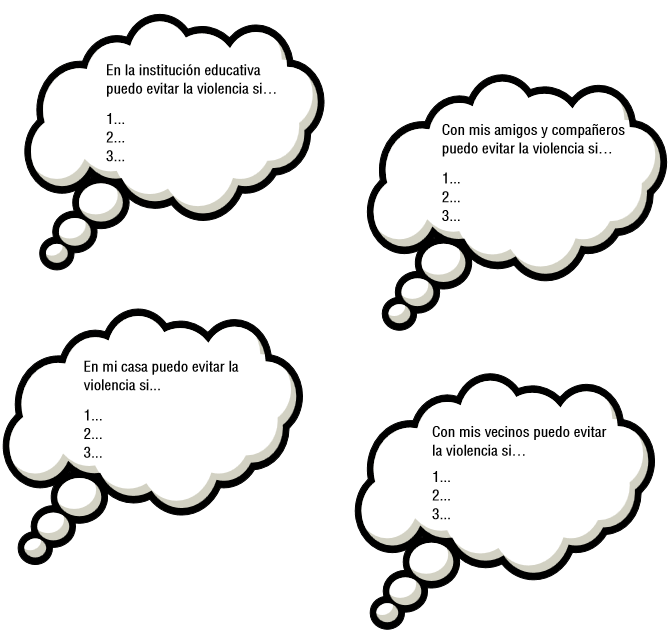 En la institución educativa
puedo evitar la violencia si…
1...
2...
3...
Con mis amigos y compañeros
puedo evitar la violencia si…
1...
2...
3...
En mi casa puedo evitar la
violencia si...
1...
2...
3...
Con mis vecinos puedo evitar
la violencia si…
1...
2...
3...